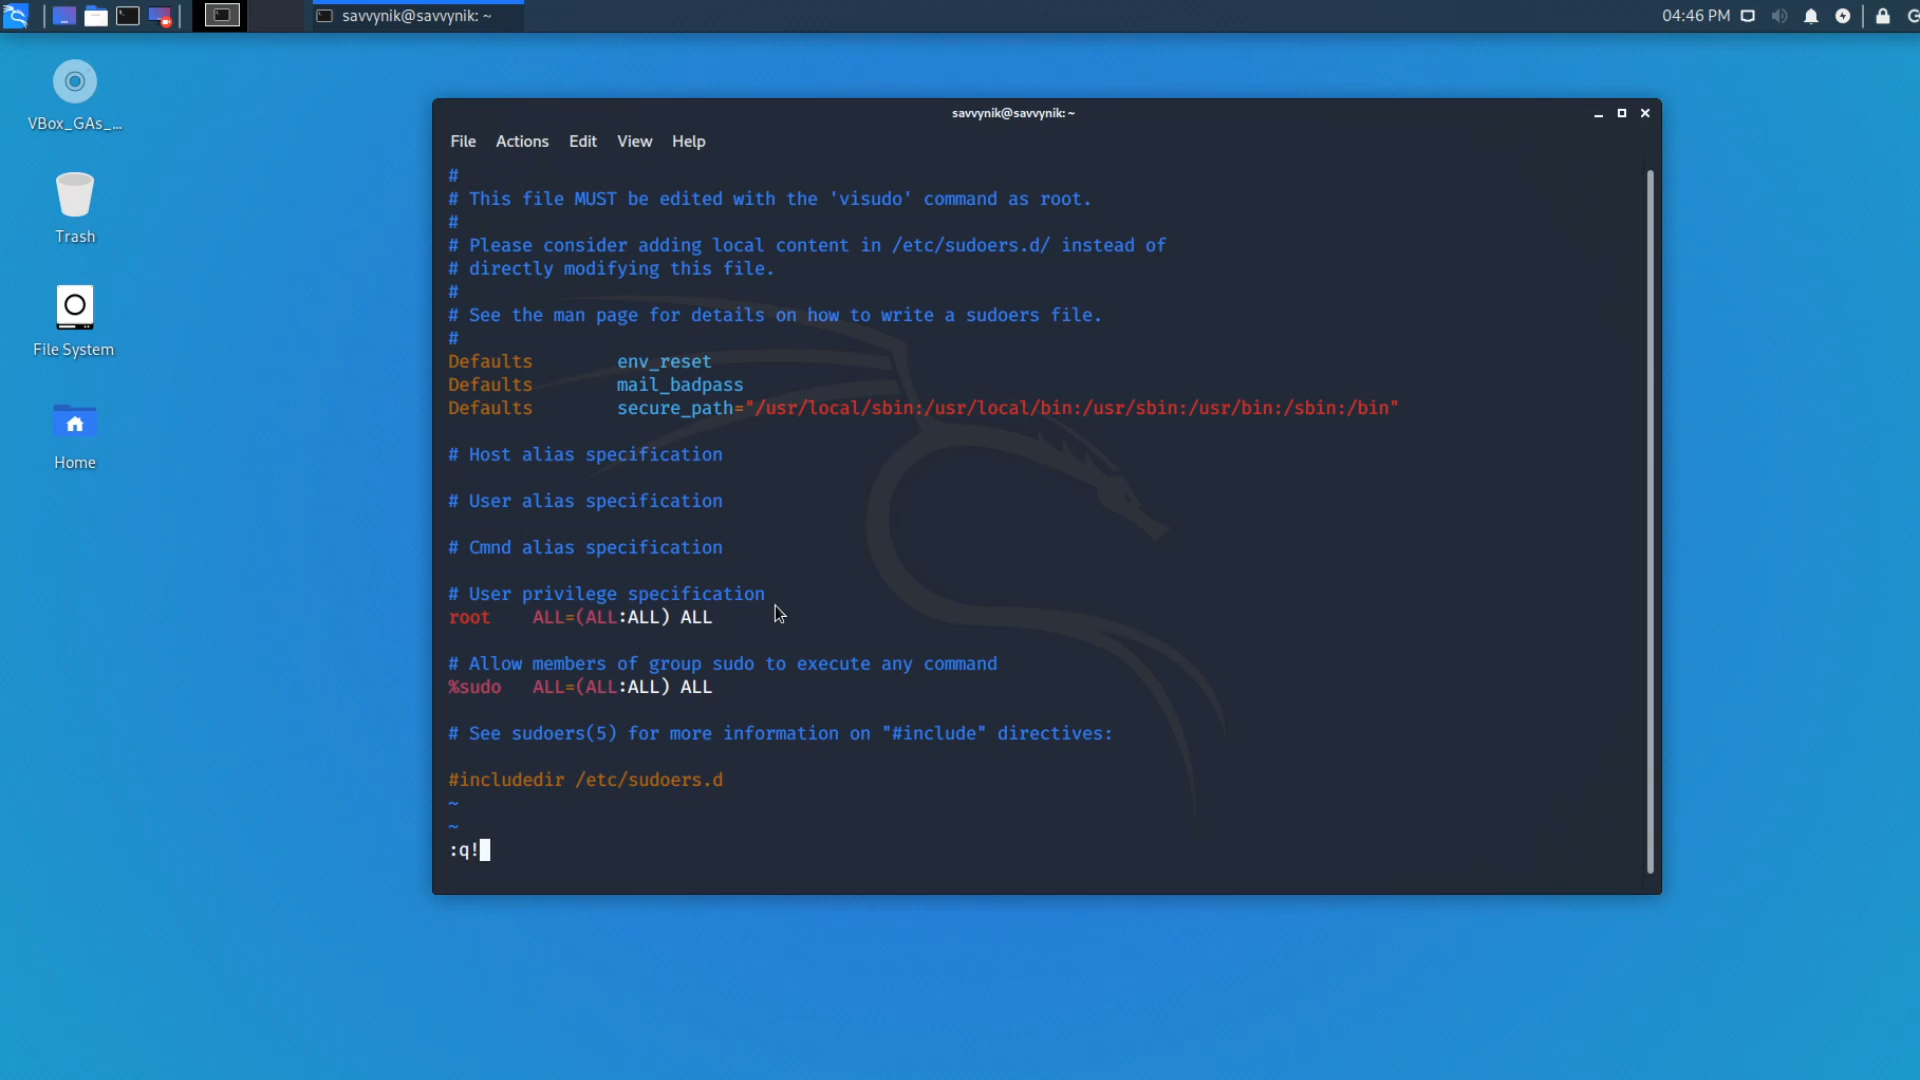 savvynik@savvynik: ~
04:46 PM
VBox_GAs_...
Trash
File System
Home
savvynik@savvynik: ~
File Actions Edit View Help
#
# This file MUST be edited with the 'visudo' command as root.
#
# Please consider adding local content in /etc/sudoers.d/ instead of
# directly modifying this file.
#
# See the man page for details on how to write a sudoers file.
#
Defaults env_reset
Defaults mail_badpass
Defaults secure_path="/usr/local/sbin:/usr/local/bin:/usr/sbin:/usr/bin:/sbin:/bin"
# Host alias specification
# User alias specification
# Cmnd alias specification
# User privilege specification
root ALL=(ALL:ALL) ALL
# Allow members of group sudo to execute any command
%sudo ALL=(ALL:ALL) ALL
# See sudoers(5) for more information on "#include" directives:
#includedir /etc/sudoers.d
~
~
:q!